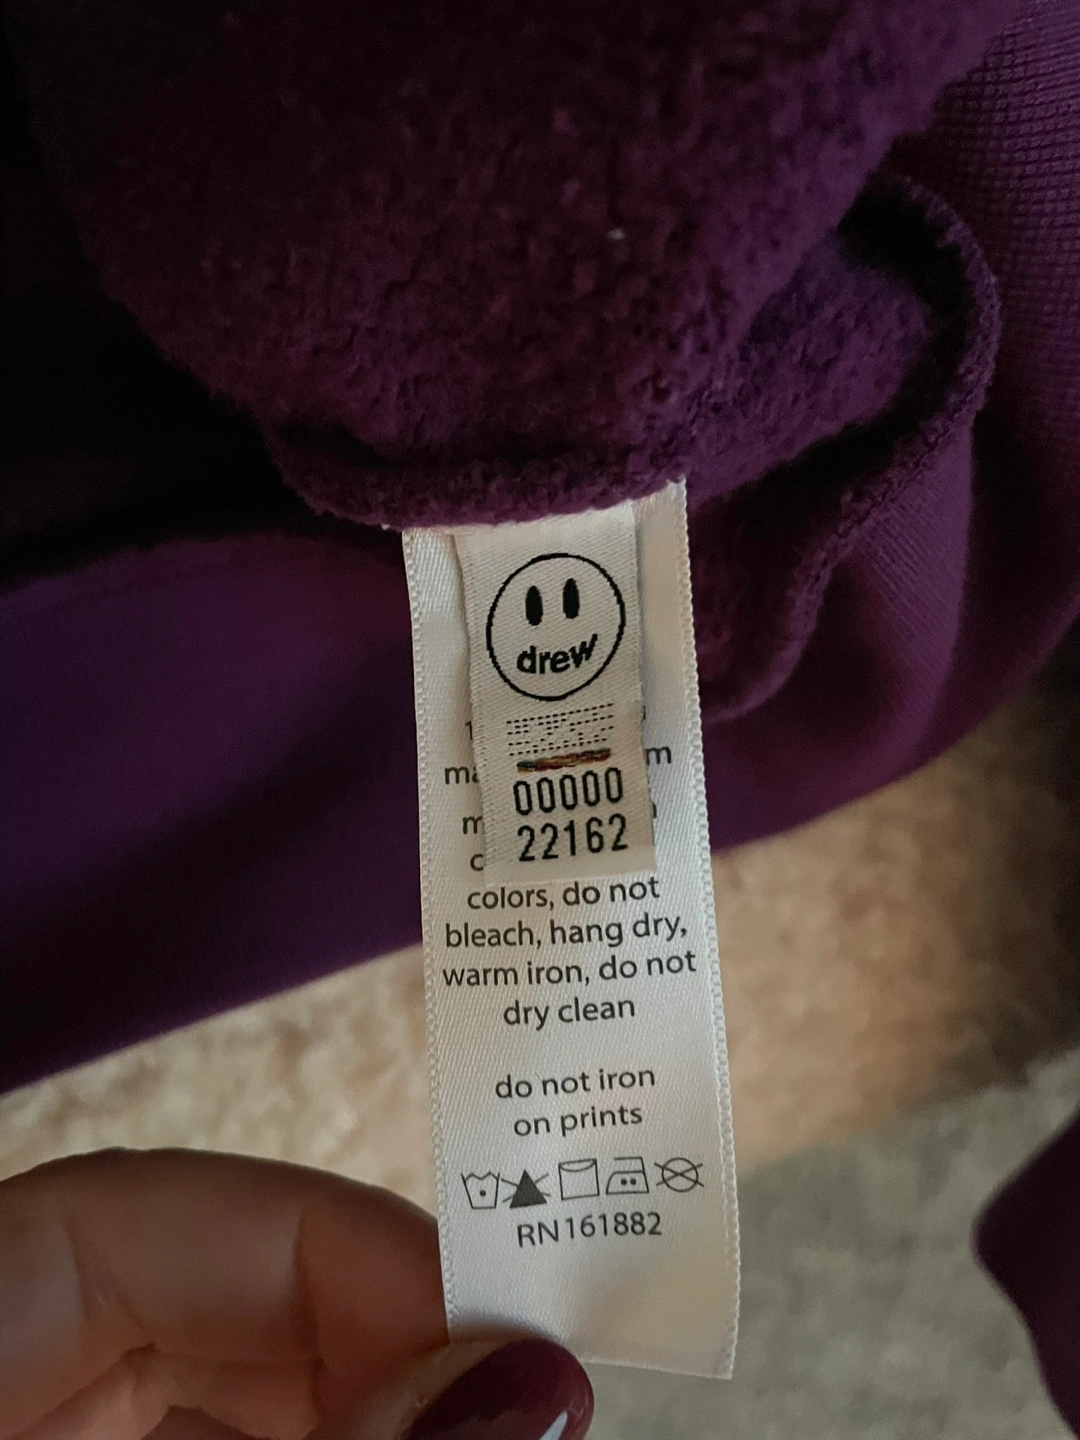 drew
00000
22162
colors, do not
bleach, hang dry,
warm iron, do not
dry clean
do not iron
on prints
RN161882